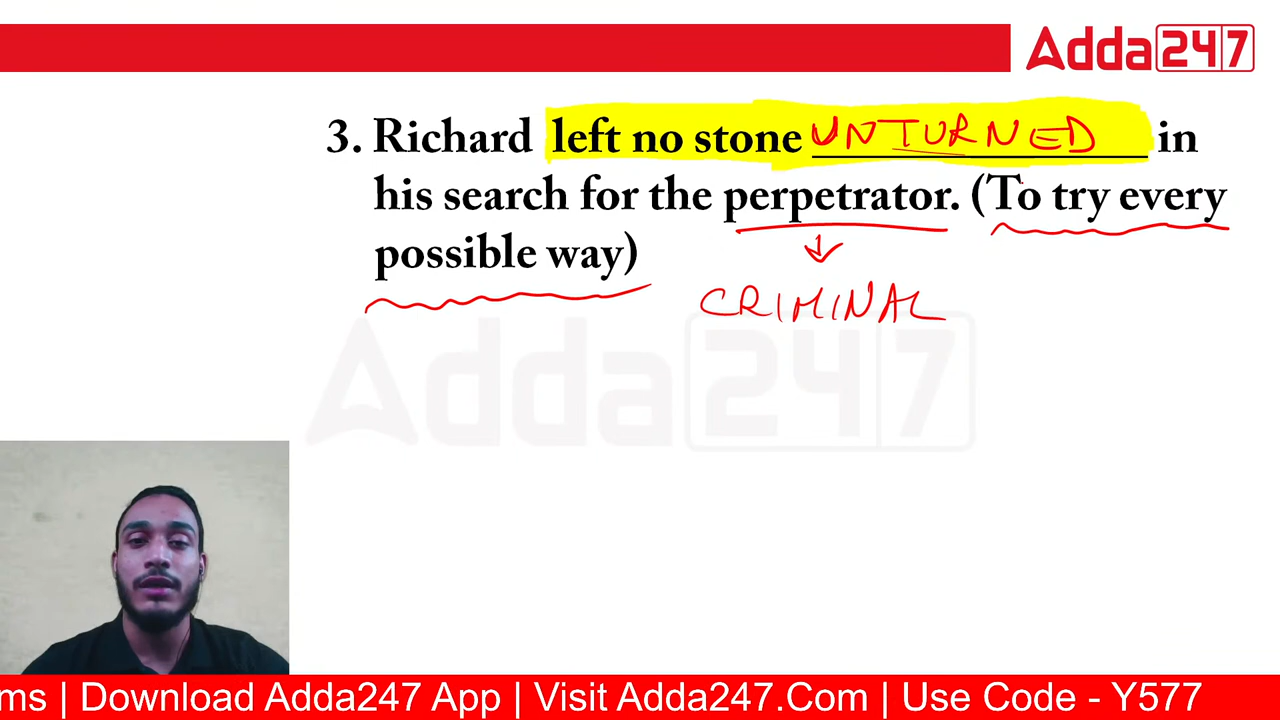 Adda247
3. Richard left no stone UNTURNED in
his search for the perpetrator. (To try every
possible way)
CRIMINAL
Adda247
ms | Download Adda247 App | Visit Adda247.Com | Use Code - Y577